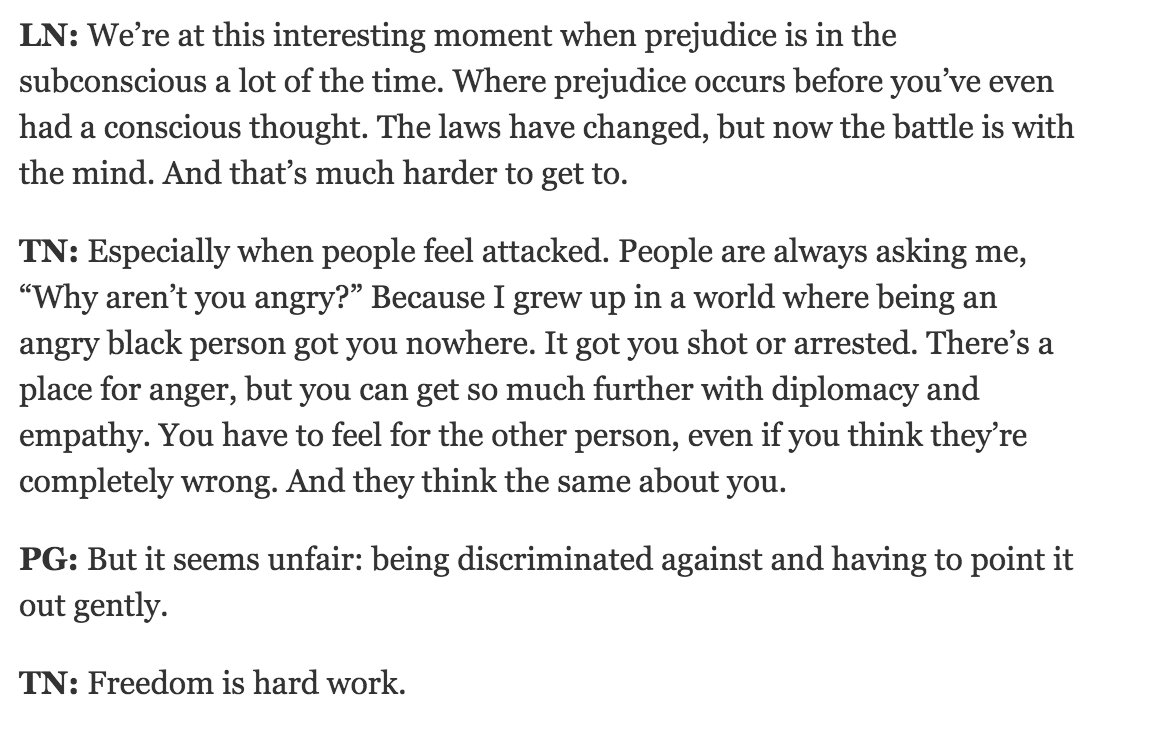 LN: We’re at this interesting moment when prejudice is in the
subconscious a lot of the time. Where prejudice occurs before you’ve even
had a conscious thought. The laws have changed, but now the battle is with
the mind. And that’s much harder to get to.
TN: Especially when people feel attacked. People are always asking me,
“Why aren’t you angry?” Because I grew up in a world where being an
angry black person got you nowhere. It got you shot or arrested. There’s a
place for anger, but you can get so much further with diplomacy and
empathy. You have to feel for the other person, even if you think they’re
completely wrong. And they think the same about you.
PG: But it seems unfair: being discriminated against and having to point it
out gently.
TN: Freedom is hard work.